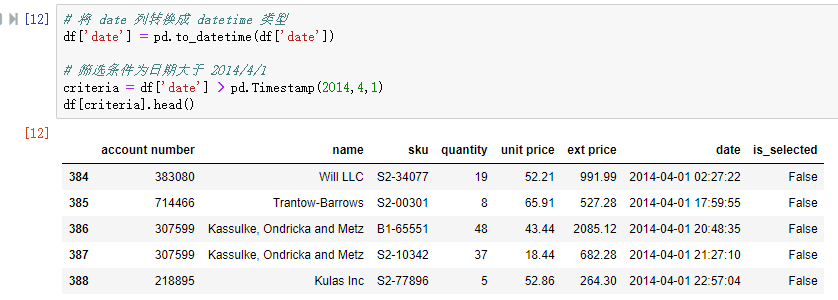 [12]
# 将 date 列转换成 datetime 类型
df['date'] = pd.to_datetime(df['date'])
# 筛选条件为日期大于 2014/4/1
criteria = df['date'] > pd.Timestamp(2014,4,1)
df[criteria].head()
[12]
account number name sku quantity unit price ext price date is_selected
384 383080 Will LLC S2-34077 19 52.21 991.99 2014-04-01 02:27:22 False
385 714466 Trantow-Barrows S2-00301 8 65.91 527.28 2014-04-01 17:59:55 False
386 307599 Kassulke, Ondricka and Metz B1-65551 48 43.44 2085.12 2014-04-01 20:48:35 False
387 307599 Kassulke, Ondricka and Metz S2-10342 37 18.44 682.28 2014-04-01 21:27:10 False
388 218895 Kulas Inc S2-77896 5 52.86 264.30 2014-04-01 22:57:04 False